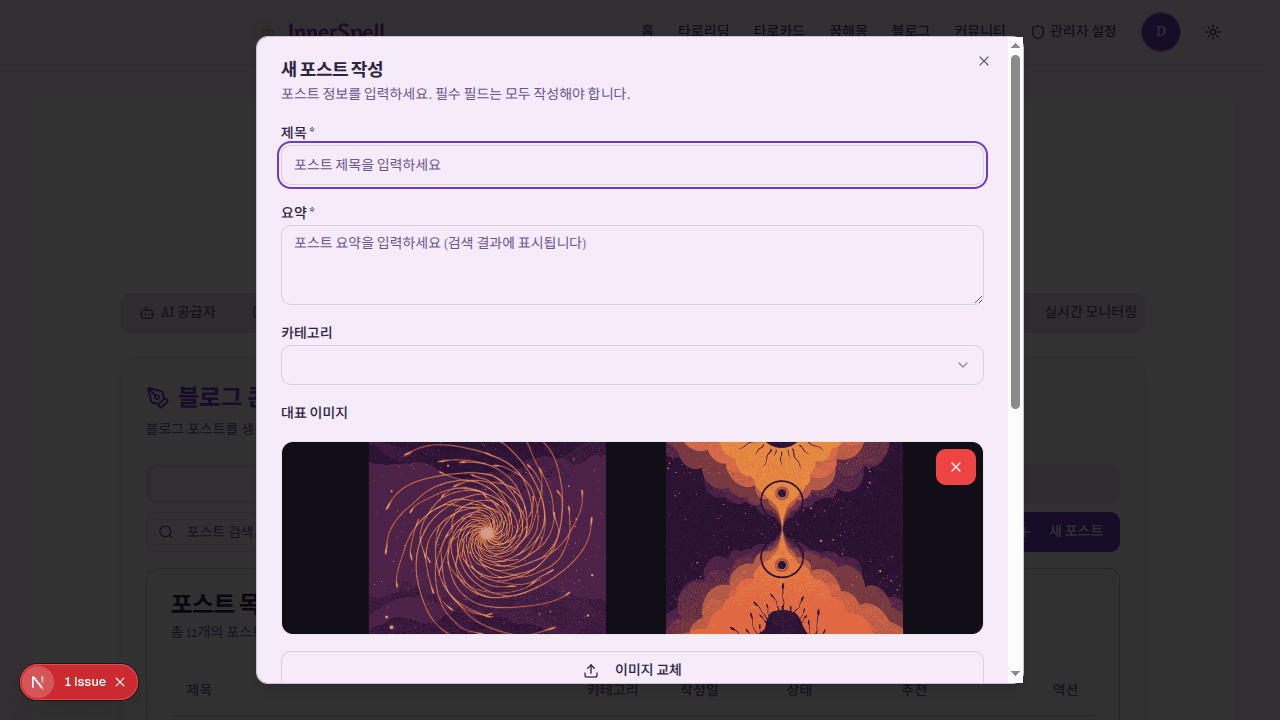 InnerSpell
홈 타로리딩 타로카드 꿈해몽 블로그 커뮤니티 관리자 설정 D
새 포스트 작성
포스트 정보를 입력하세요. 필수 필드는 모두 작성해야 합니다.
제목 *
포스트 제목을 입력하세요
요약 *
포스트 요약을 입력하세요 (검색 결과에 표시됩니다)
AI 공급자
실시간 모니터링
카테고리
블로그
블로그 포스트를
대표 이미지
포스트 검색
새 포스트
포스트
총 12개의
이미지 교체
제목 카테고리 작성일 상태 추천 액션
N 1 Issue